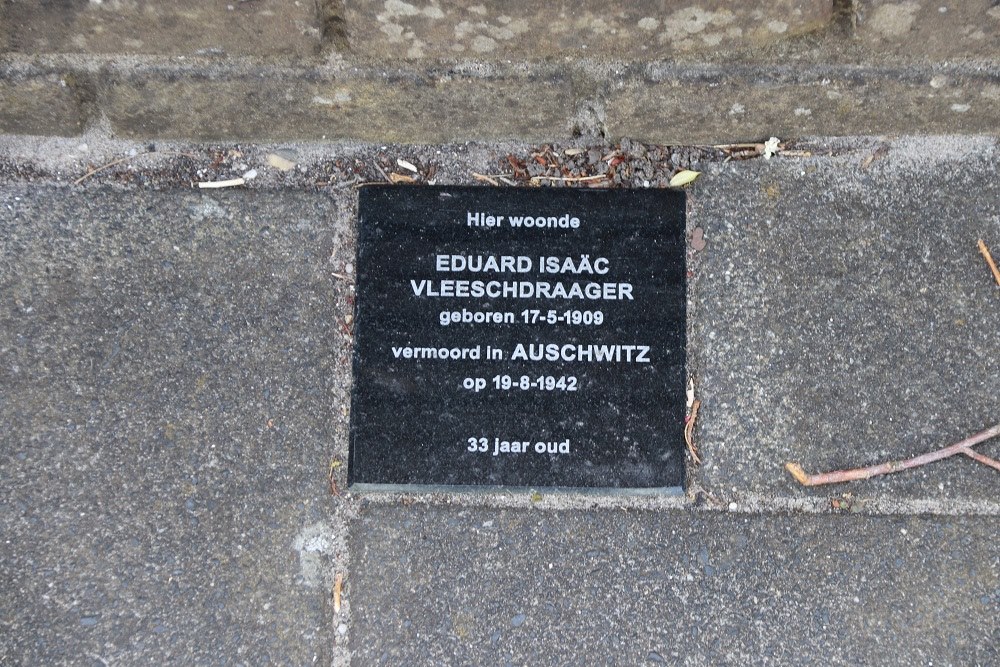 Hier woonde
EDUARD ISAÄC
VLEESCHDRAAGER
geboren 17-5-1909
vermoord in AUSCHWITZ
op 19-8-1942
33 jaar oud